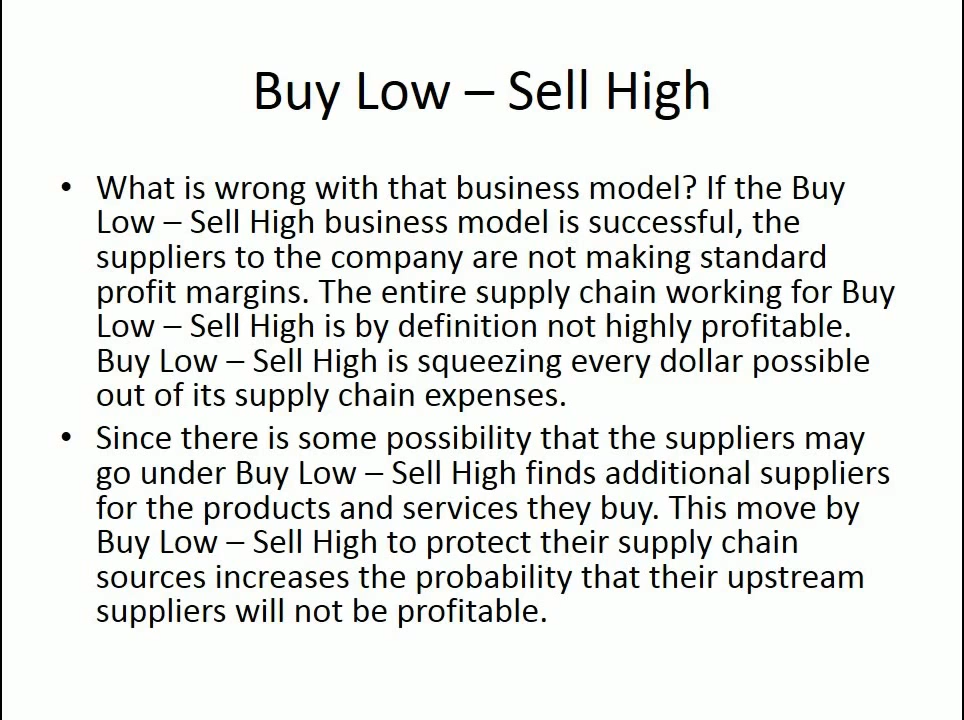 Buy Low – Sell High
• What is wrong with that business model? If the Buy
Low – Sell High business model is successful, the
suppliers to the company are not making standard
profit margins. The entire supply chain working for Buy
Low – Sell High is by definition not highly profitable.
Buy Low – Sell High is squeezing every dollar possible
out of its supply chain expenses.
• Since there is some possibility that the suppliers may
go under Buy Low – Sell High finds additional suppliers
for the products and services they buy. This move by
Buy Low – Sell High to protect their supply chain
sources increases the probability that their upstream
suppliers will not be profitable.